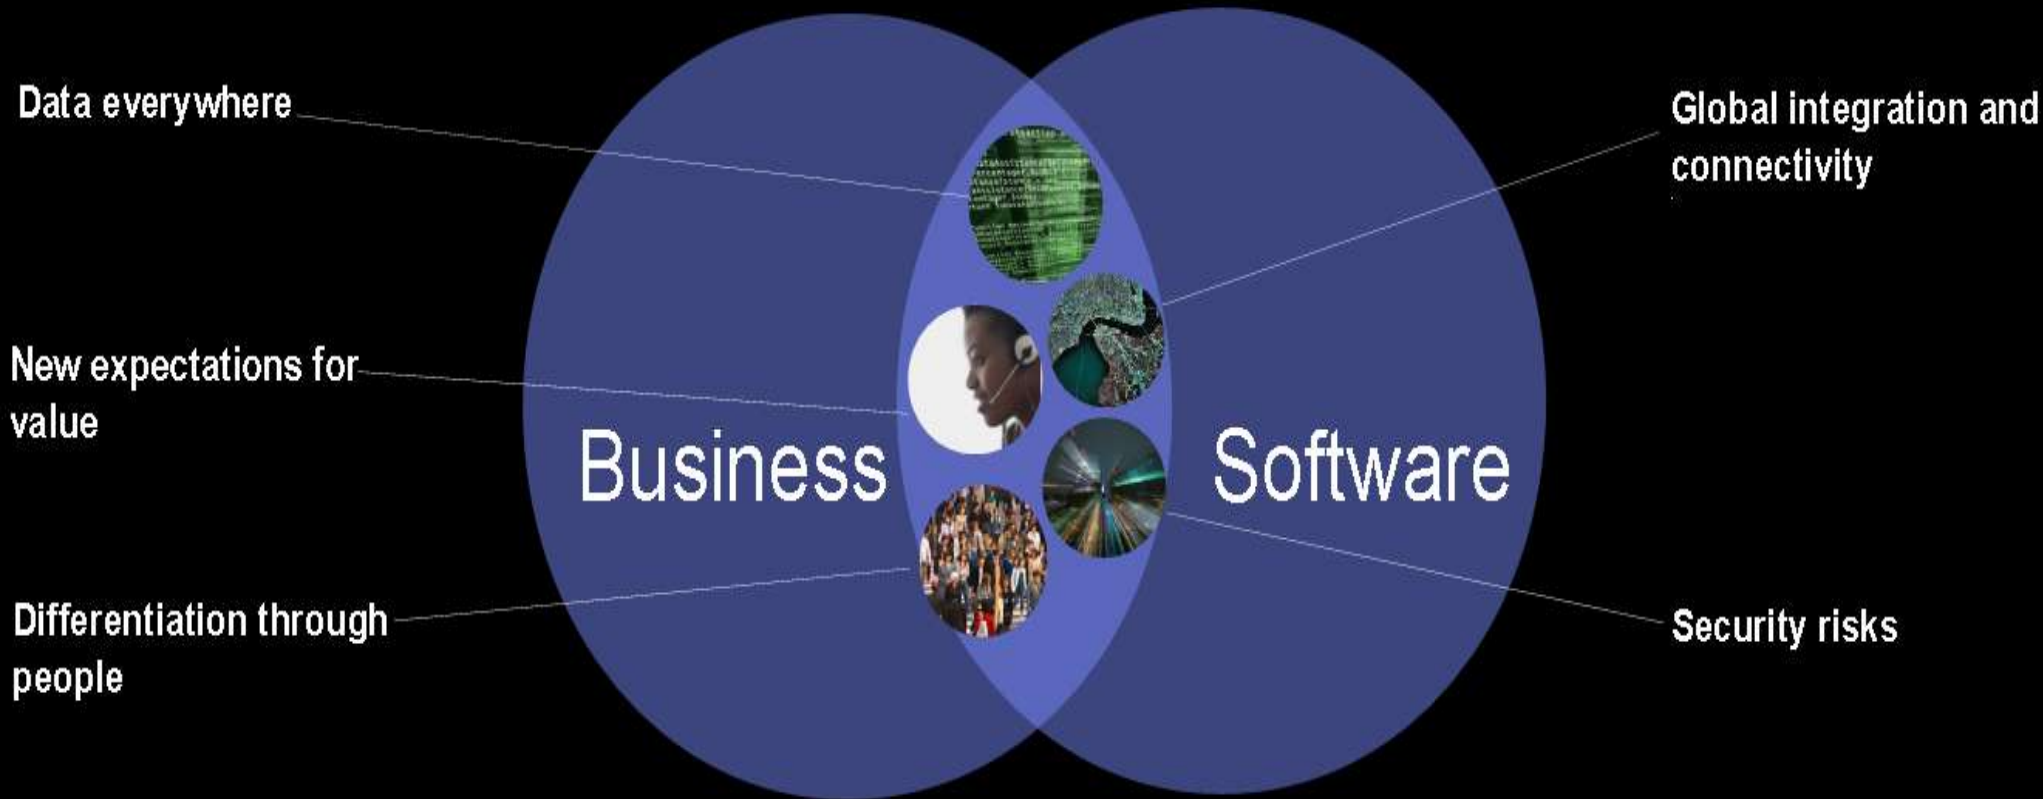 Data everywhere
New expectations for
value
Differentiation through
people
Business
Software
Global integration and
connectivity
Security risks